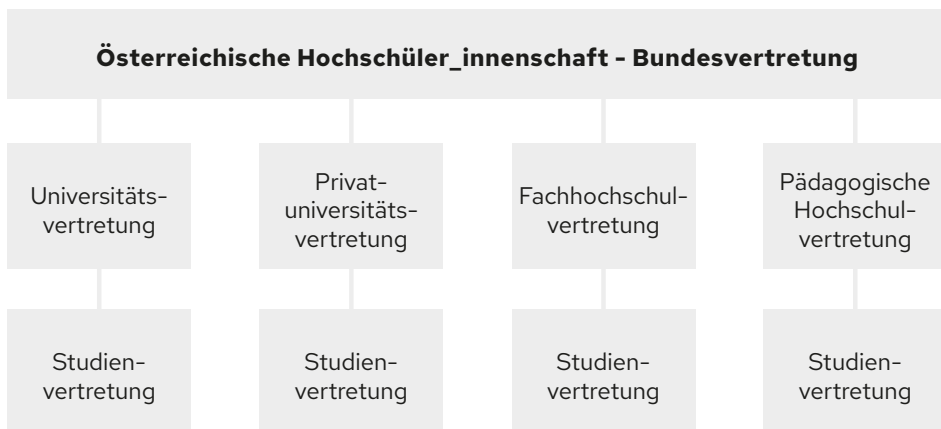 Österreichische Hochschüler_innenschaft - Bundesvertretung
Universitäts-
vertretung
Privat-
universitäts-
vertretung
Fachhochschul-
vertretung
Pädagogische
Hochschul-
vertretung
Studien-
vertretung
Studien-
vertretung
Studien-
vertretung
Studien-
vertretung